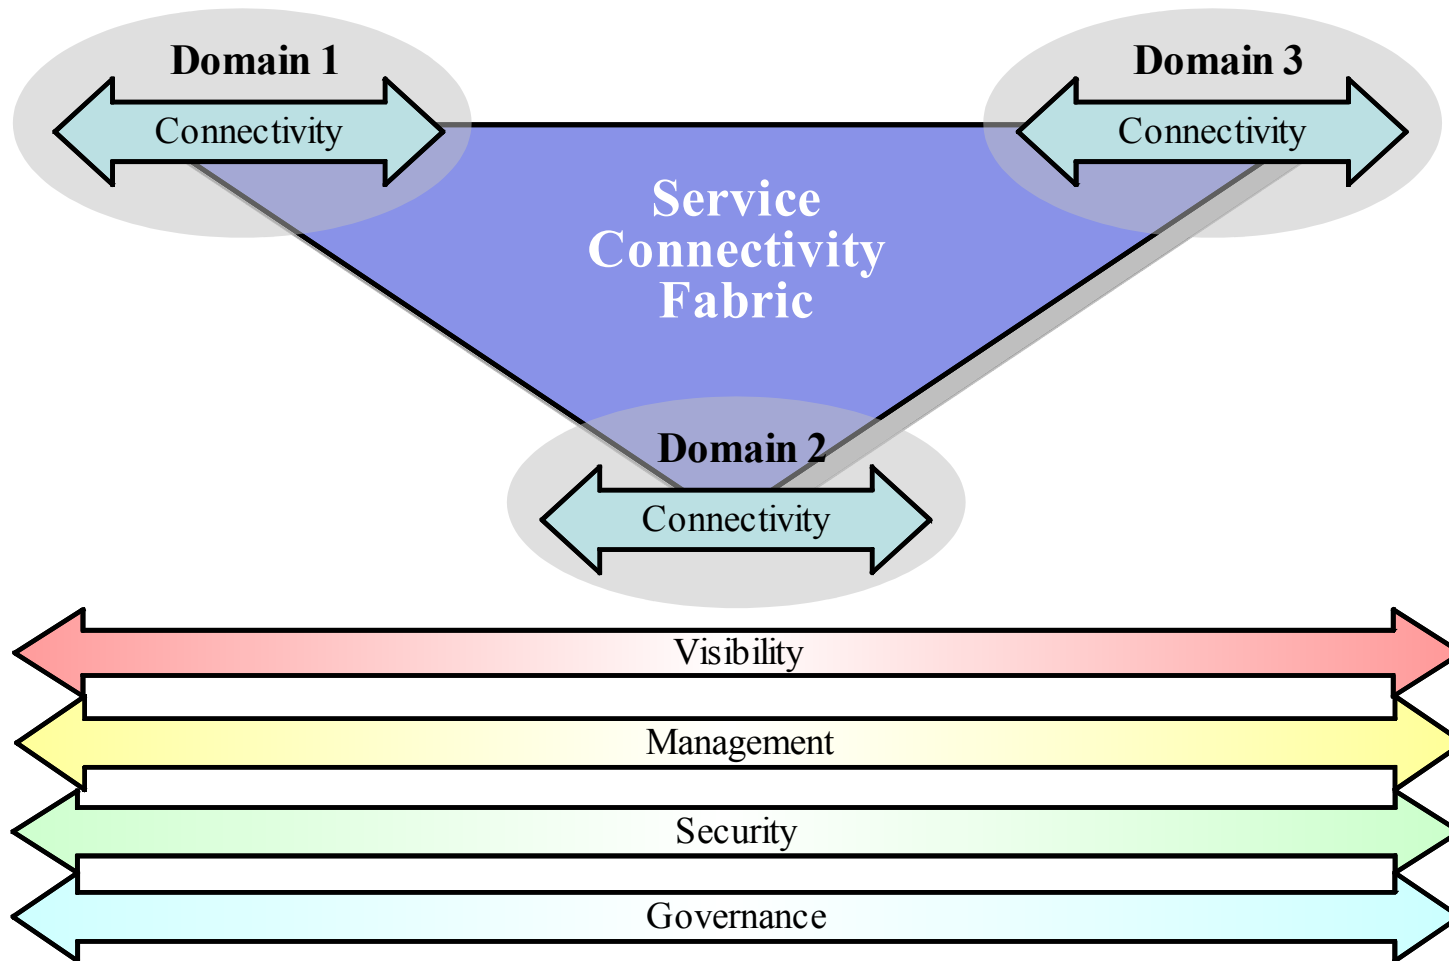 Domain 1
Connectivity
Domain 3
Connectivity
Service
Connectivity
Fabric
Domain 2
Connectivity
Visibility
Management
Security
Governance